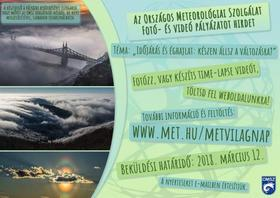 Az Országos Meteorológiai Szolgálat
fotó- és videó pályázatot hirdet
Téma: „Időjárás és éghajlat: készen állsz a változásra?"
Fotózz, vagy készíts time-lapse videót,
töltsd fel weboldalunkra!
További információ és feltöltés:
www.met.hu/metvilagnap
Beküldési határidő: 2018. március 12.
A nyerteseket e-mailben értesítjük.
OMSZ